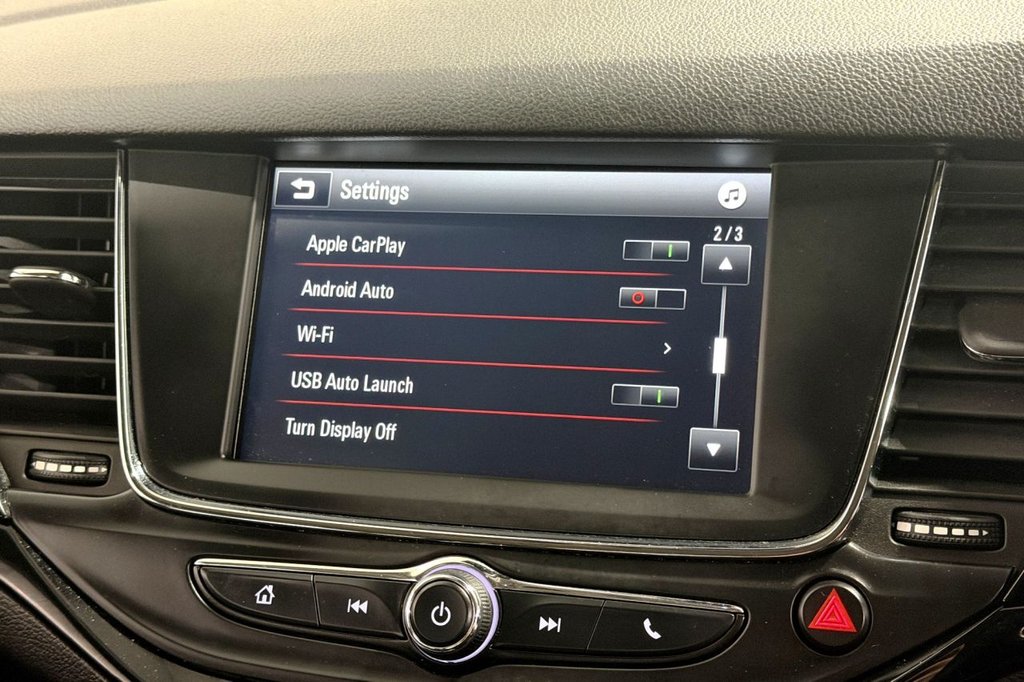 Settings
2/3
Apple CarPlay
Android Auto
Wi-Fi
USB Auto Launch
Turn Display Off